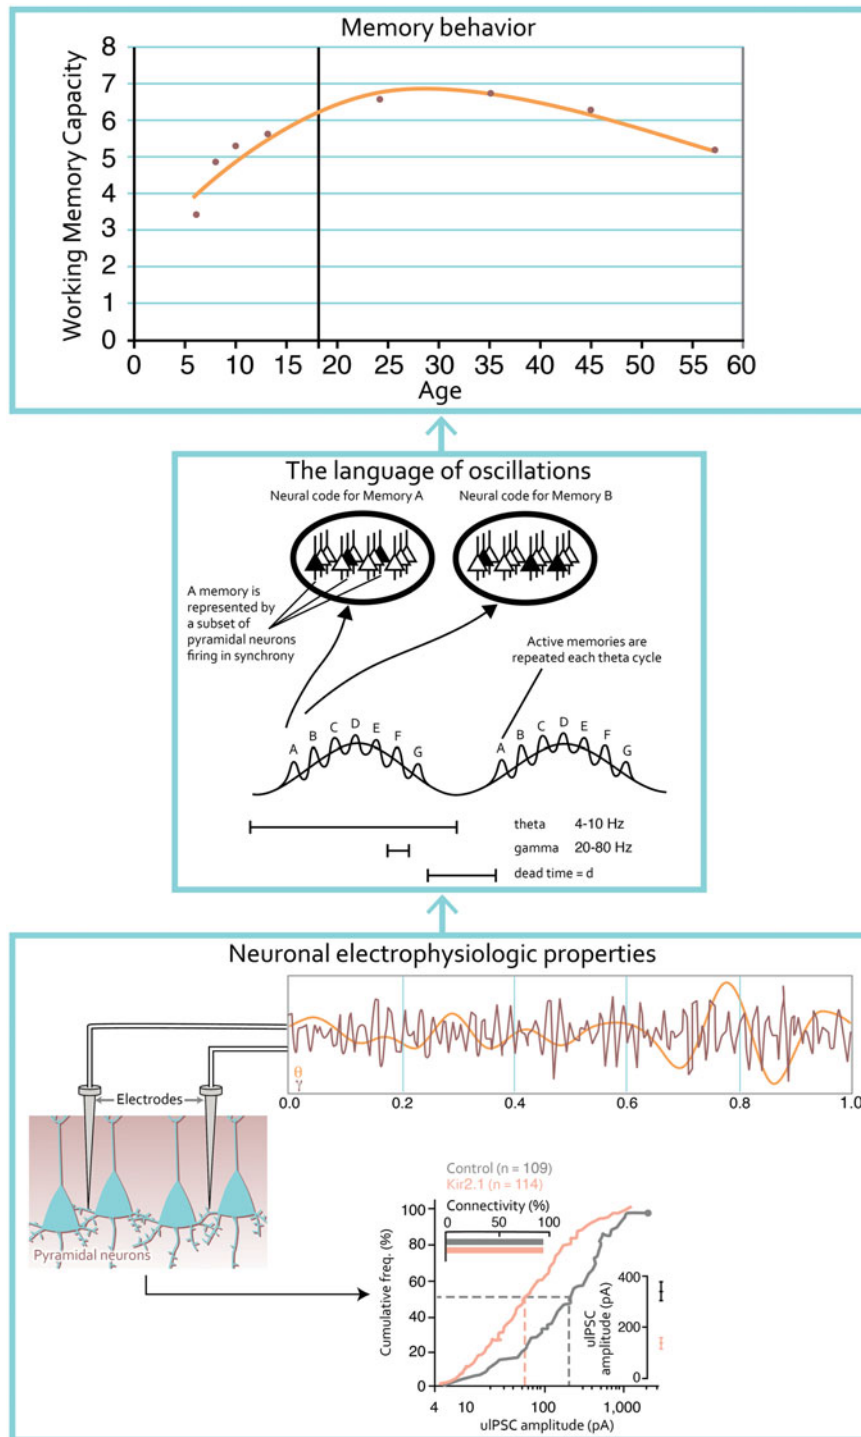 Memory behavior
8
7
6
5
4
3
2
1
0
Working Memory Capacity
0 5 10 15 20 25 30 35 40 45 50 55 60
Age
The language of oscillations
Neural code for Memory A
Neural code for Memory B
A memory is
represented by
a subset of
pyramidal neurons
firing in synchrony
Active memories are
repeated each theta cycle
A B C D E F G
A B C D E F G
theta 4-10 Hz
gamma 20-80 Hz
dead time = d
Neuronal electrophysiologic properties
θ
γ
0.0 0.2 0.4 0.6 0.8 1.0
Electrodes
Pyramidal neurons
Control (n = 109)
Kir2.1 (n = 114)
Connectivity (%)
0 50 100
100
80
60
40
20
0
Cumulative freq. (%)
4 10 100 1,000
uIPSC amplitude (pA)
400
200
0
uIPSC
amplitude (pA)